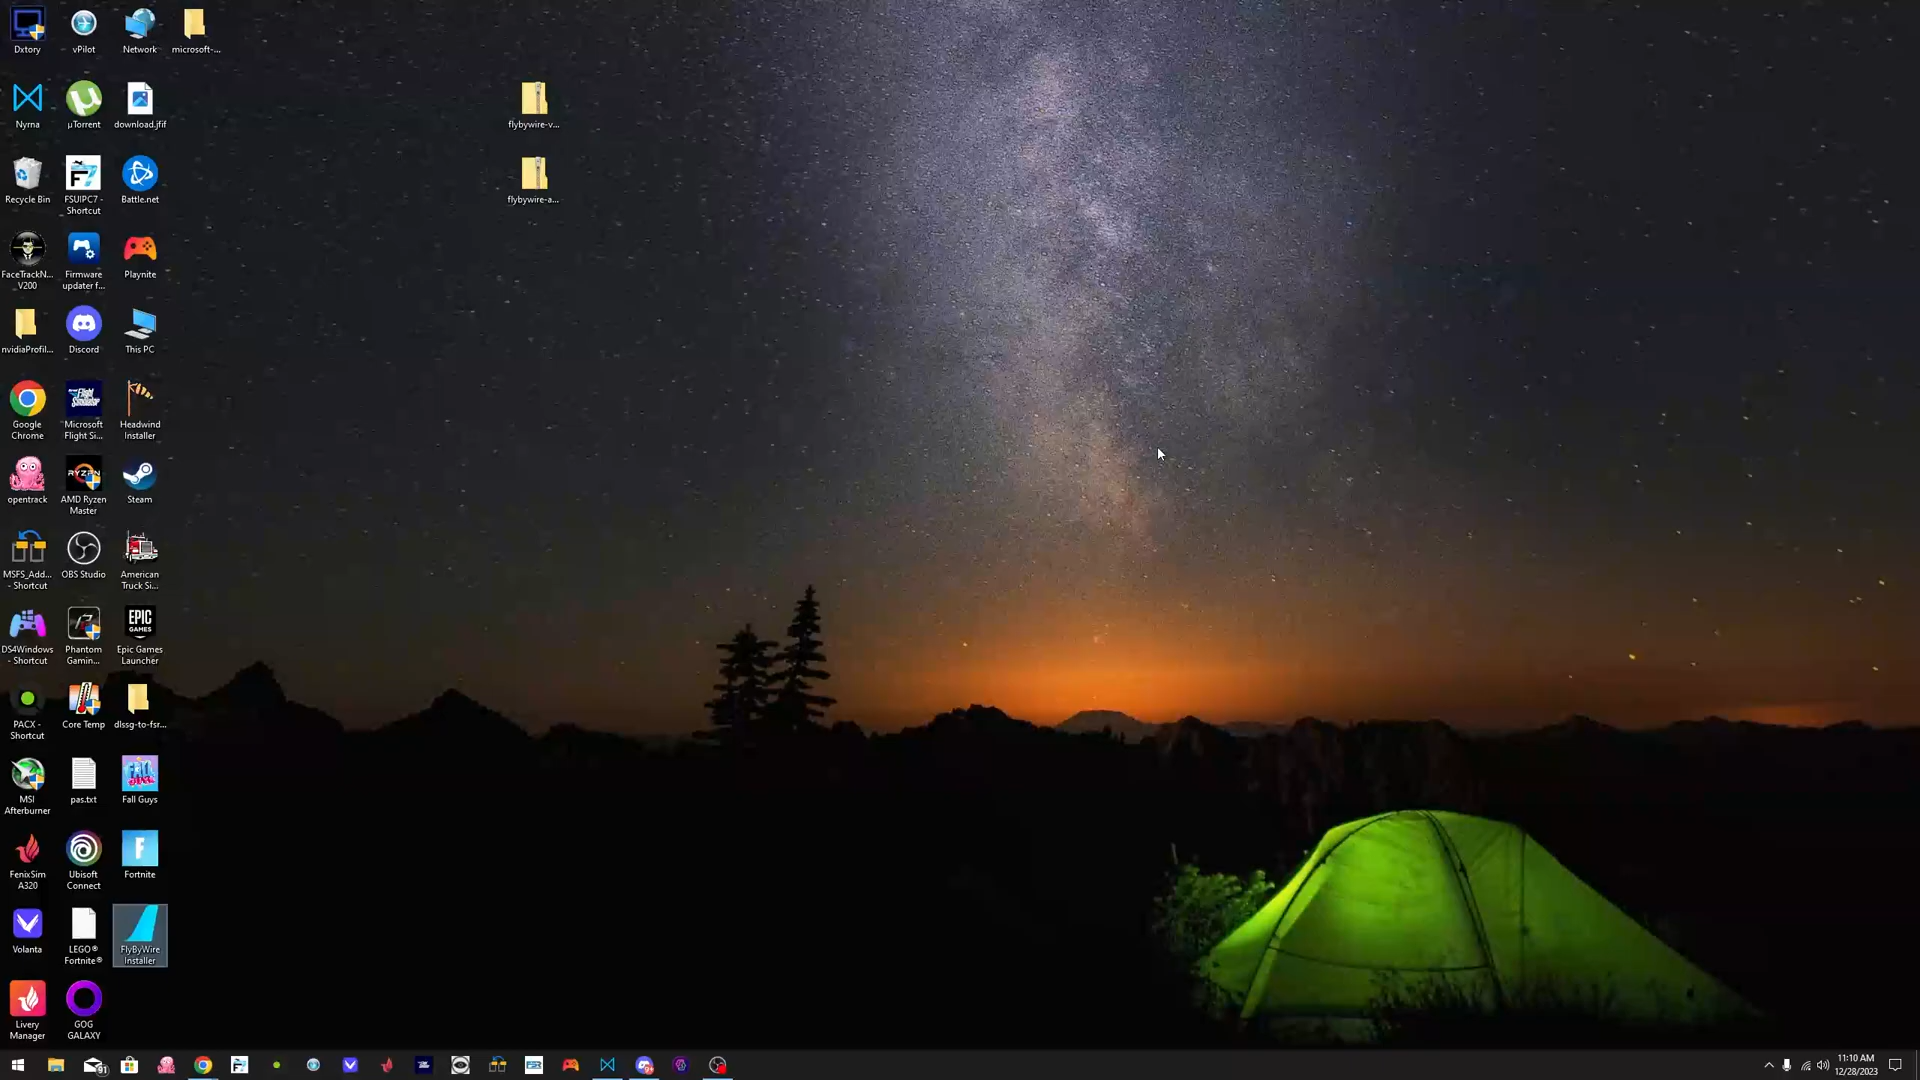 Dxtory
vPilot
Network
microsoft-...
Nyrna
µTorrent
download.jfif
flybywire-v...
Recycle Bin
FSUIPC7 -
Shortcut
Battle.net
flybywire-a...
FaceTrackN...
V200
Firmware
updater f...
Playnite
nvidiaProfil...
Discord
This PC
Google
Chrome
Microsoft
Flight Si...
Headwind
Installer
opentrack
RYZEN
AMD Ryzen
Master
Steam
MSFS_Add...
- Shortcut
OBS Studio
American
Truck Si...
DS4Windows
- Shortcut
Phantom
Gamin...
EPIC
GAMES
Epic Games
Launcher
PACX -
Shortcut
Core Temp
dlssg-to-fsr...
MSI
Afterburner
pas.txt
Fall Guys
FenixSim
A320
Ubisoft
Connect
F
Fortnite
Volanta
LEGO®
Fortnite®
FlyByWire
Installer
Livery
Manager
GOG
GALAXY
91
9+
11:10 AM
12/28/2023